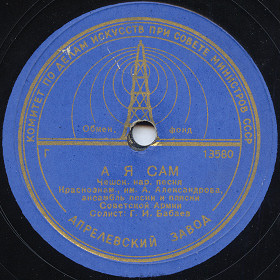 КОМИТЕТ ПО ДЕЛАМ ИСКУССТВ ПРИ СОВЕТЕ МИНИСТРОВ СССР
Обмен. фонд
Г 13580
А Я САМ
Чешск. нар. песня
Краснознам. им. А. Александрова,
ансамбль песни и пляски
Советской Армии
Солист: Г. И. Бабаев
АПРЕЛЕВСКИЙ ЗАВОД